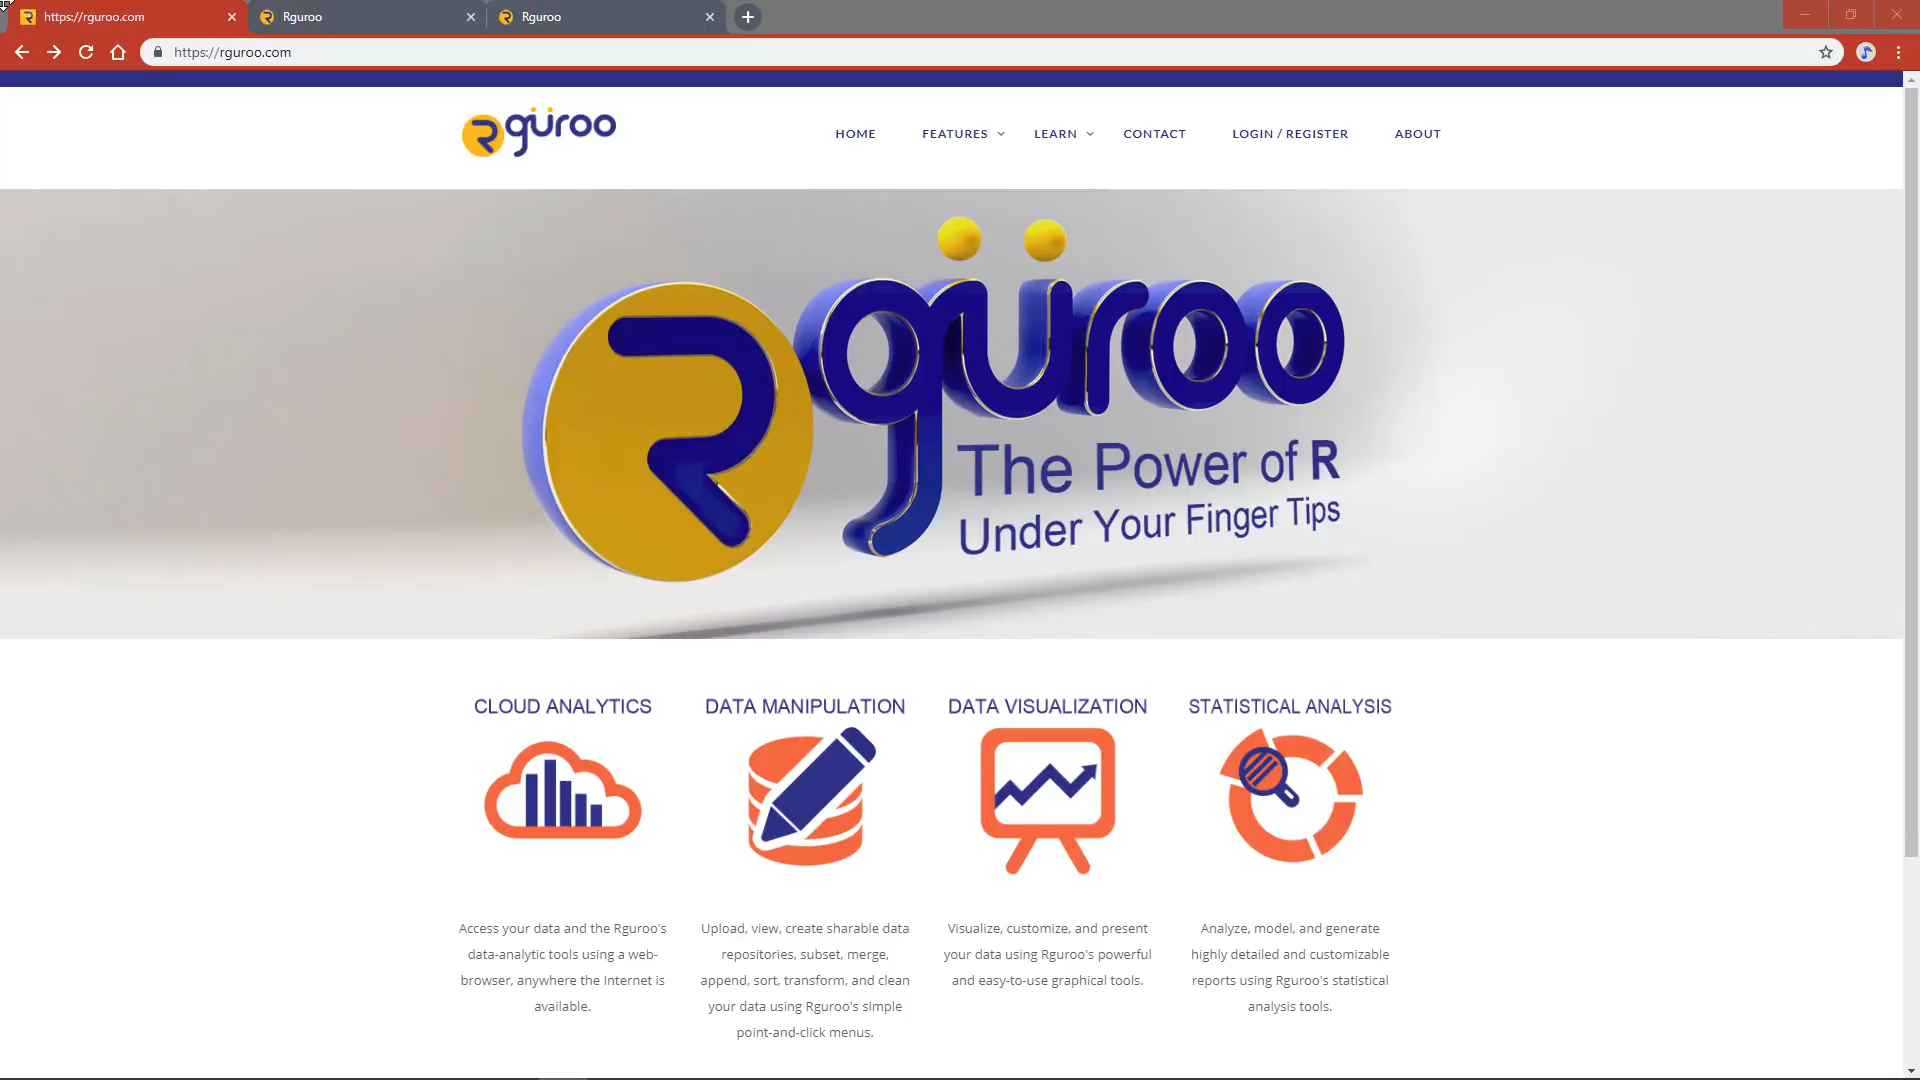 https://rguroo.com
Rguroo
Rguroo
https://rguroo.com
Rgüroo
HOME
FEATURES
LEARN
CONTACT
LOGIN / REGISTER
ABOUT
Rgüroo
The Power of R
Under Your Finger Tips
CLOUD ANALYTICS
DATA MANIPULATION
DATA VISUALIZATION
STATISTICAL ANALYSIS
Access your data and the Rguroo's
data-analytic tools using a web-
browser, anywhere the Internet is
available.
Upload, view, create sharable data
repositories, subset, merge,
append, sort, transform, and clean
your data using Rguroo's simple
point-and-click menus.
Visualize, customize, and present
your data using Rguroo's powerful
and easy-to-use graphical tools.
Analyze, model, and generate
highly detailed and customizable
reports using Rguroo's statistical
analysis tools.